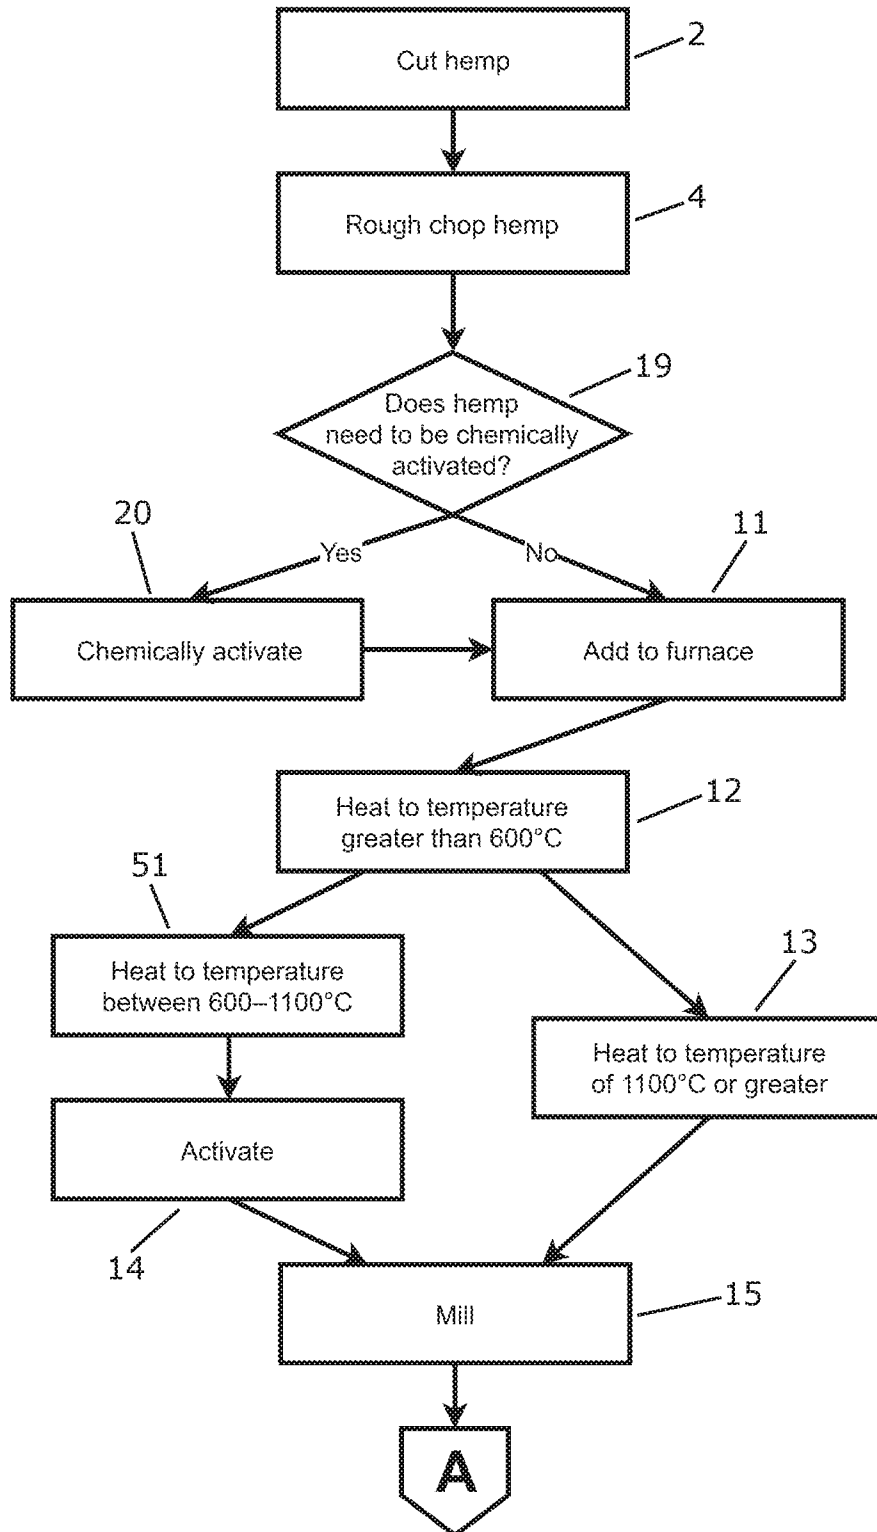 Cut hemp
2
Rough chop hemp
4
19
Does hemp
need to be chemically
activated?
20
11
Yes
No
Chemically activate
Add to furnace
12
Heat to temperature
greater than 600°C
51
13
Heat to temperature
between 600–1100°C
Heat to temperature
of 1100°C or greater
Activate
14
15
Mill
A